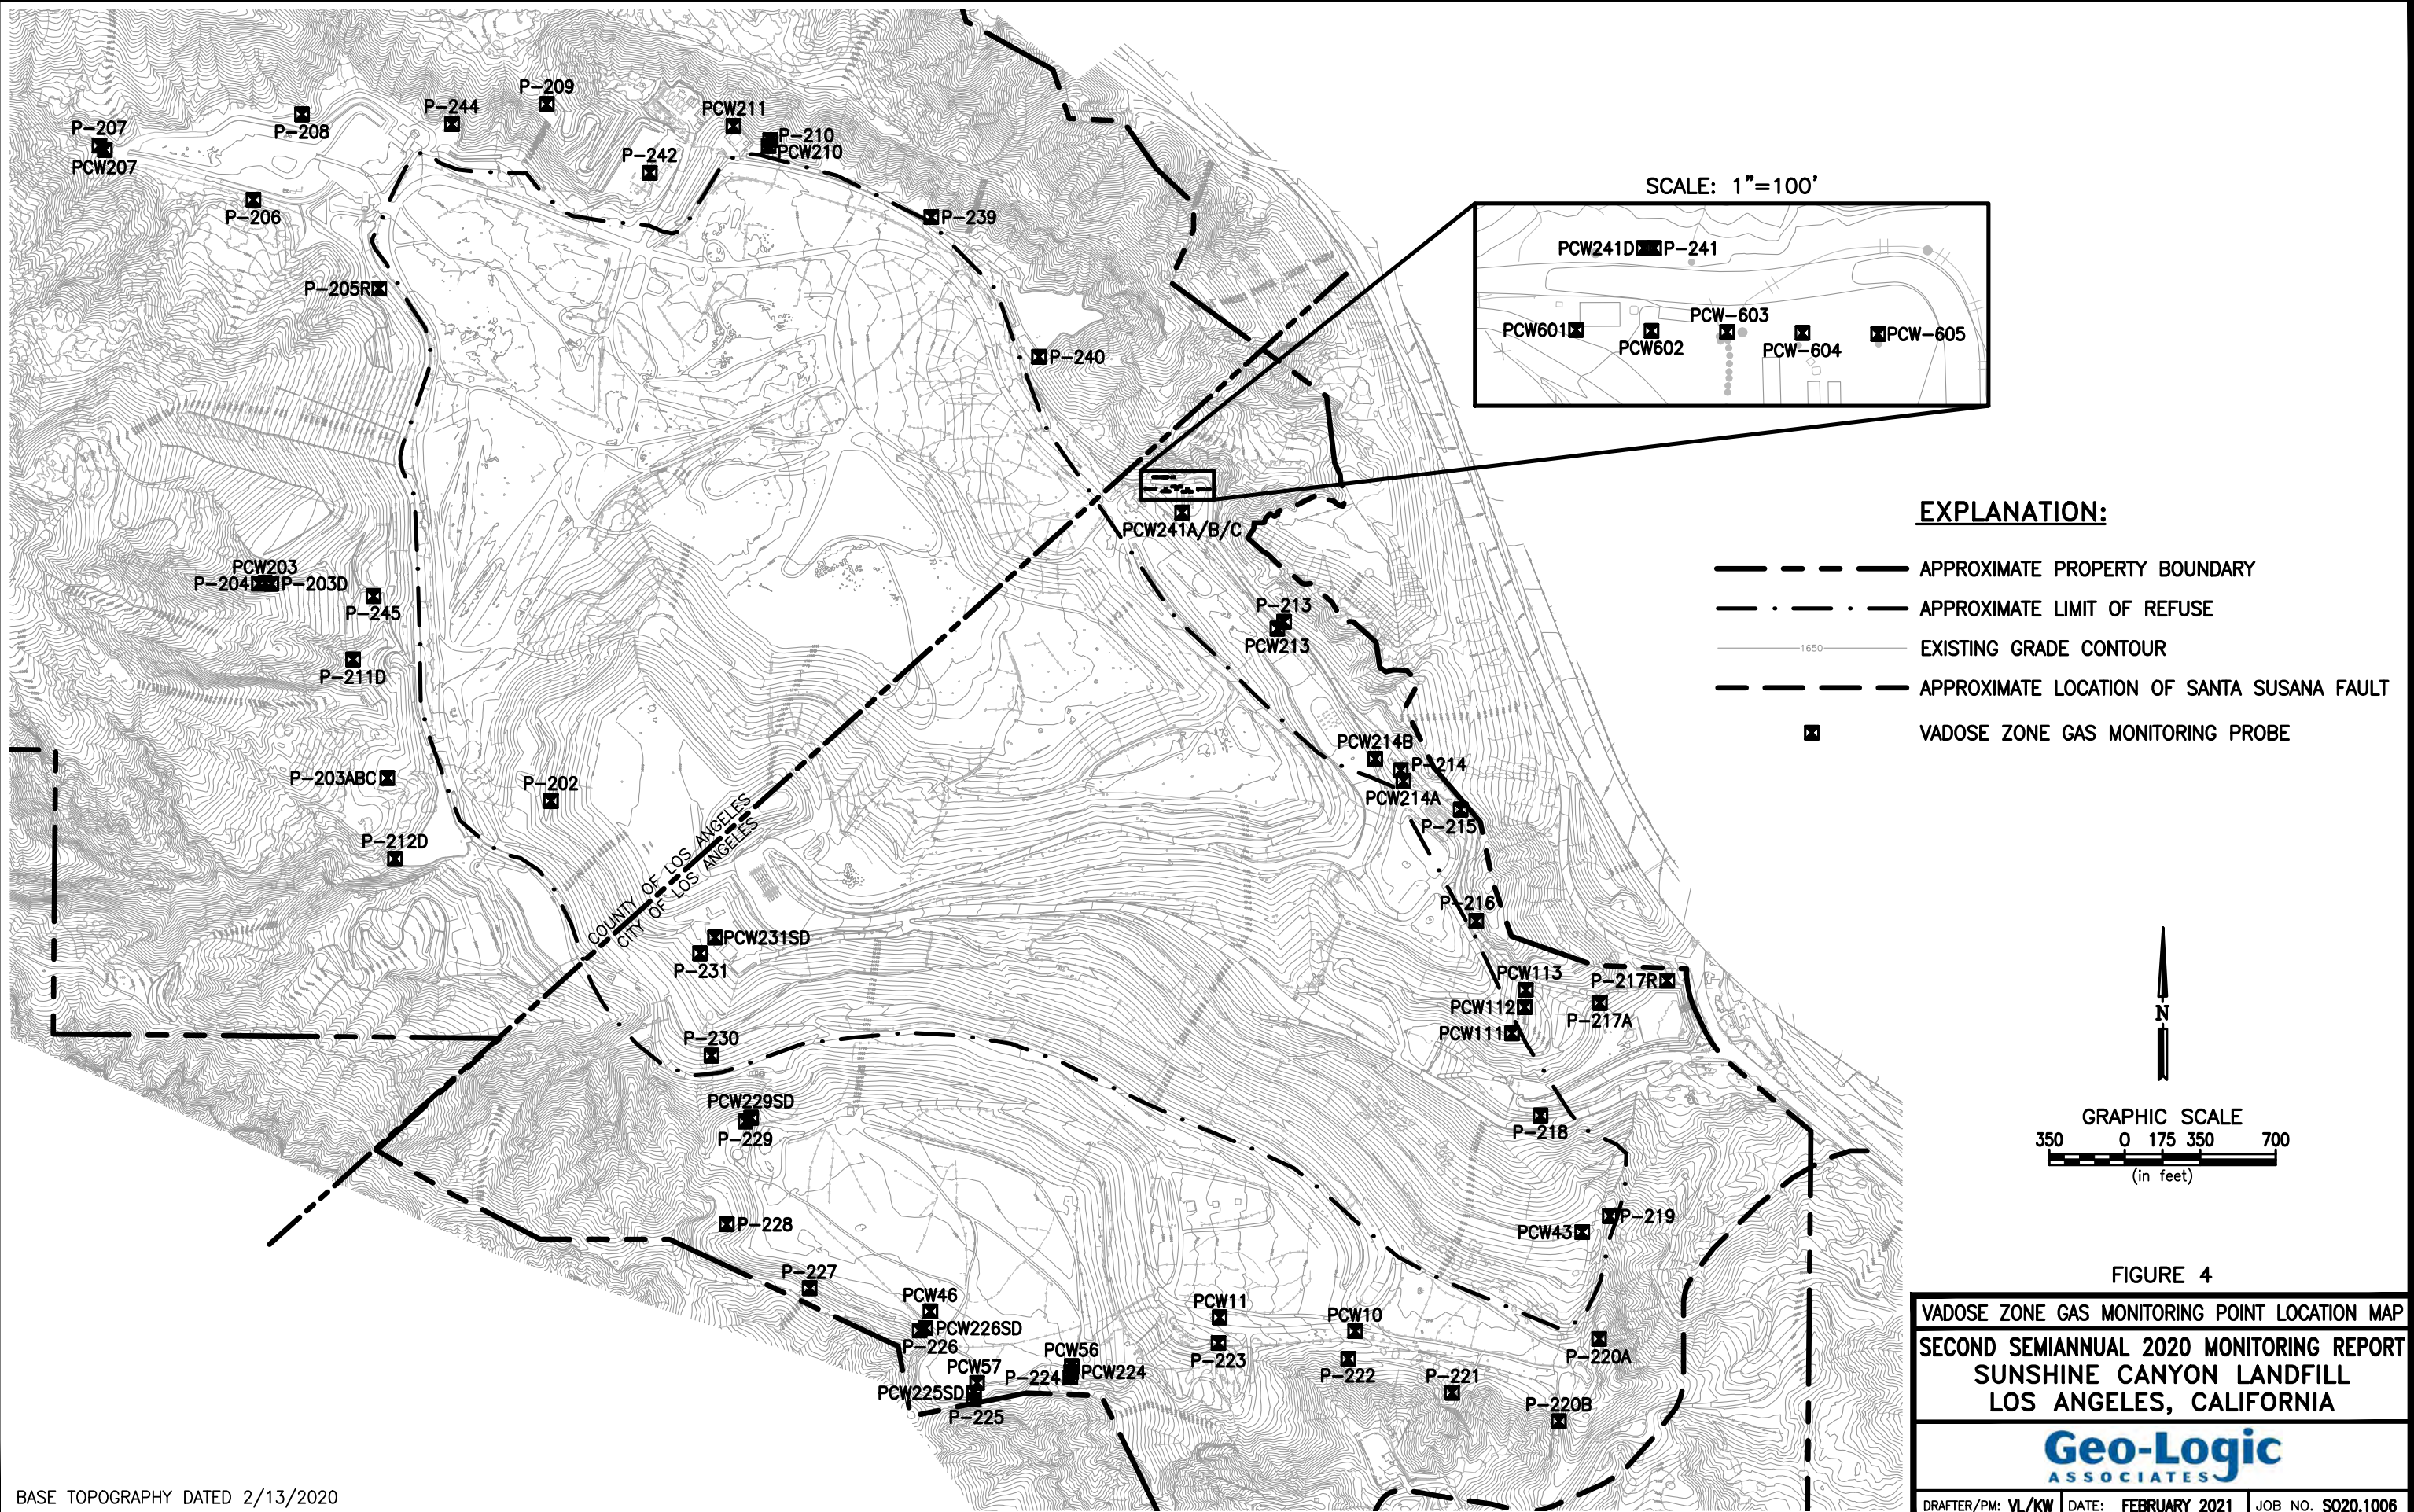 P-209
P-244
PCW211
P-208
P-207
P-210
PCW210
P-242
PCW207
P-206
P-239
P-205R
P-240
SCALE: 1"=100'
PCW241D
P-241
PCW601
PCW602
PCW-603
PCW-604
PCW-605
PCW241A/B/C
PCW203
P-204
P-203D
P-245
P-213
PCW213
P-211D
P-203ABC
P-202
PCW214B
P-214
PCW214A
P-215
P-212D
COUNTY OF LOS ANGELES
CITY OF LOS ANGELES
P-216
PCW231SD
P-231
PCW113
P-217R
PCW112
P-217A
PCW111
P-230
PCW229SD
P-229
P-218
P-228
P-219
PCW43
P-227
PCW46
PCW226SD
P-226
PCW11
PCW10
P-223
P-220A
PCW56
PCW57
P-224
PCW224
P-222
P-221
PCW225SD
P-225
P-220B
EXPLANATION:
APPROXIMATE PROPERTY BOUNDARY
APPROXIMATE LIMIT OF REFUSE
1650
EXISTING GRADE CONTOUR
APPROXIMATE LOCATION OF SANTA SUSANA FAULT
VADOSE ZONE GAS MONITORING PROBE
N
GRAPHIC SCALE
350 0 175 350 700
(in feet)
FIGURE 4
VADOSE ZONE GAS MONITORING POINT LOCATION MAP
SECOND SEMIANNUAL 2020 MONITORING REPORT
SUNSHINE CANYON LANDFILL
LOS ANGELES, CALIFORNIA
Geo-Logic
ASSOCIATES
DRAFTER/PM: VL/KW DATE: FEBRUARY 2021 JOB NO. SO20.1006
BASE TOPOGRAPHY DATED 2/13/2020